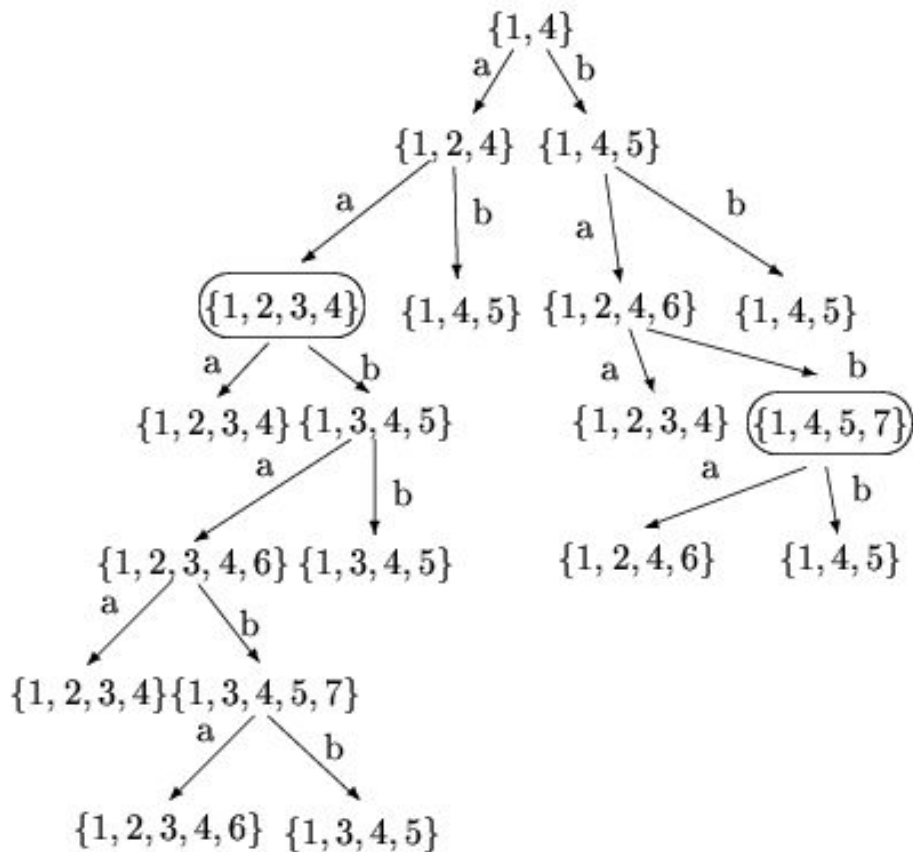 {1, 4}
a b
{1, 2, 4} {1, 4, 5}
a b a b
{1, 2, 3, 4} {1, 4, 5} {1, 2, 4, 6} {1, 4, 5}
a b a b
{1, 2, 3, 4} {1, 3, 4, 5} {1, 2, 3, 4} {1, 4, 5, 7}
a b a b
{1, 2, 3, 4, 6} {1, 3, 4, 5} {1, 2, 4, 6} {1, 4, 5}
a b
{1, 2, 3, 4} {1, 3, 4, 5, 7}
a b
{1, 2, 3, 4, 6} {1, 3, 4, 5}